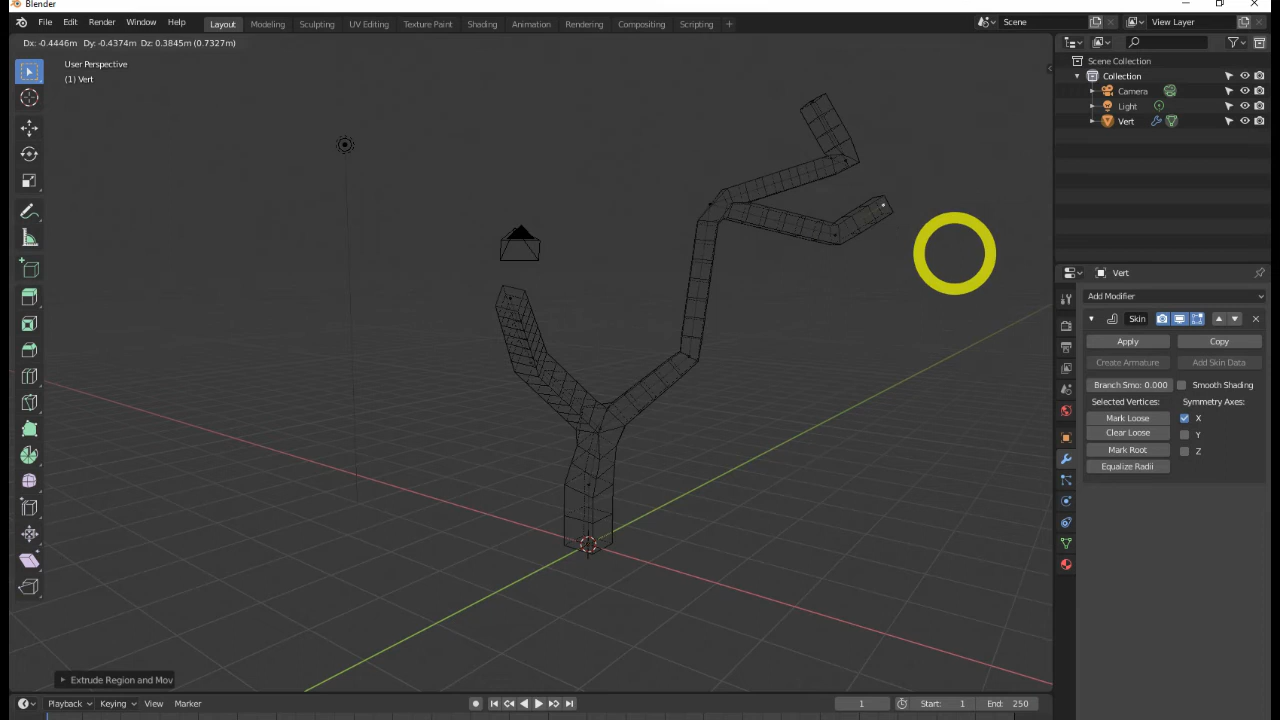 Blender
File Edit Render Window Help Layout Modeling Sculpting UV Editing Texture Paint Shading Animation Rendering Compositing Scripting + Scene View Layer
Dx: -0.4446m Dy: -0.4374m Dz: 0.3845m (0.7327m)
User Perspective
(1) Vert
Scene Collection
Collection
Camera
Light
Vert
Vert
Add Modifier
Skin
Apply Copy
Create Armature Add Skin Data
Branch Smo: 0.000 Smooth Shading
Selected Vertices: Symmetry Axes:
Mark Loose X
Clear Loose Y
Mark Root Z
Equalize Radii
Extrude Region and Mov
Playback Keying View Marker 1 Start: 1 End: 250